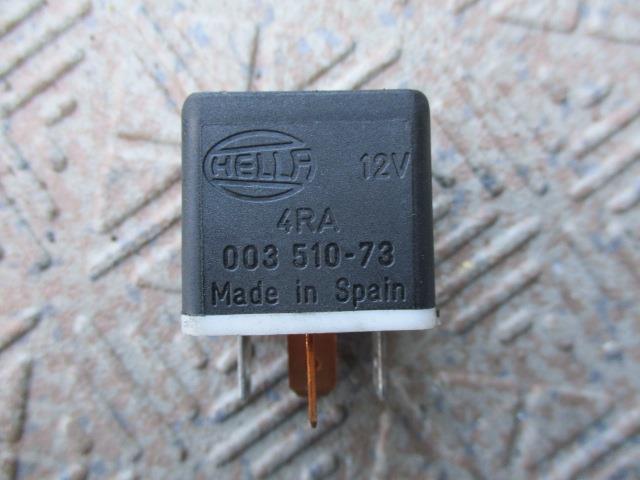 HELLA 12V
4RA
003 510-73
Made in Spain